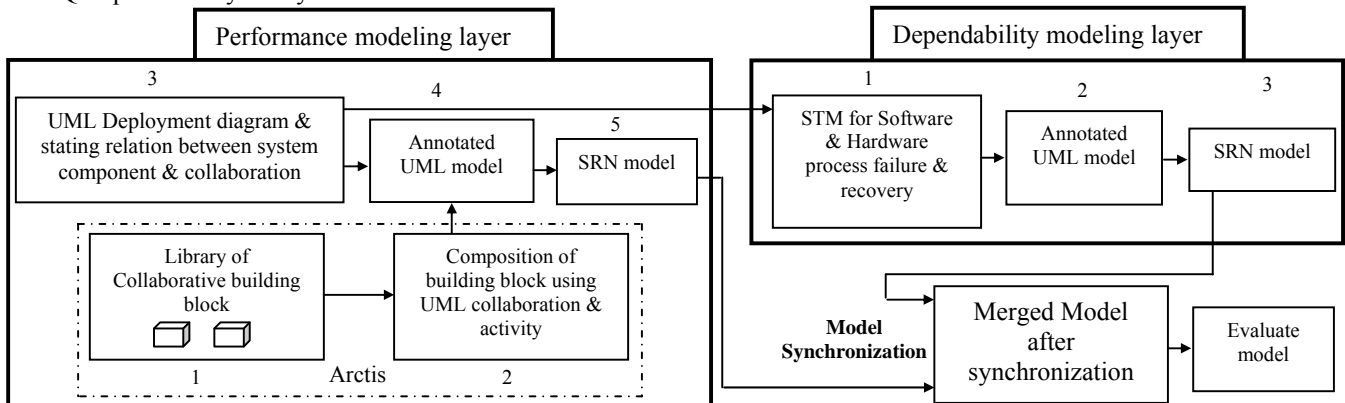 Performance modeling layer
3
4
UML Deployment diagram &
stating relation between system
component & collaboration
Annotated
UML model
5
SRN model
Library of
Collaborative building
block
Composition of
building block using
UML collaboration &
activity
1
Arctis
2
Dependability modeling layer
1
2
3
STM for Software
& Hardware
process failure &
recovery
Annotated
UML model
SRN model
Model
Synchronization
Merged Model
after
synchronization
Evaluate
model